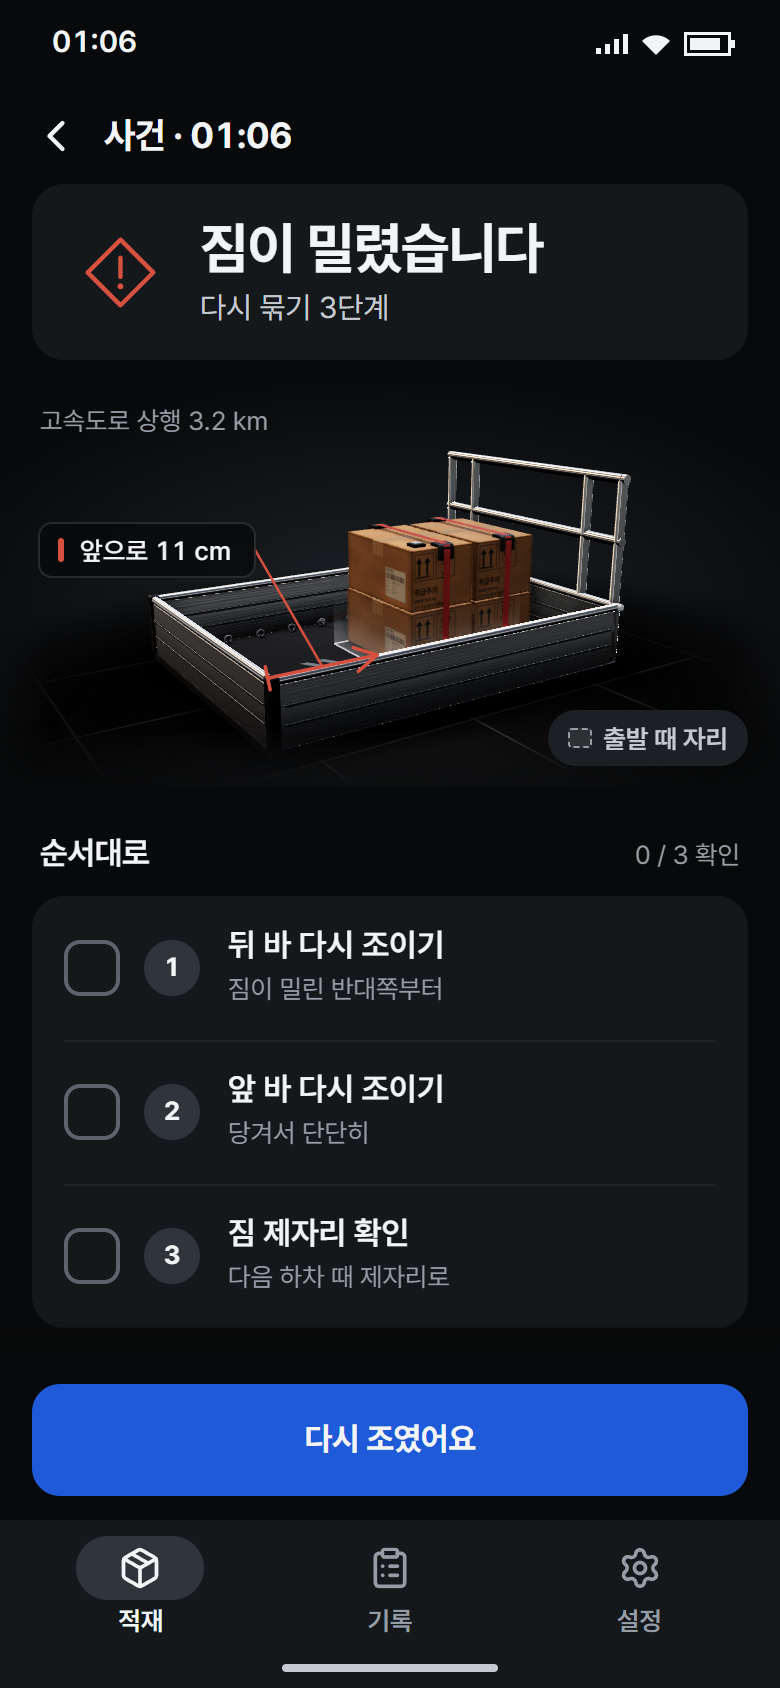 01:06
사건 · 01:06
짐이 밀렸습니다
다시 묶기 3단계
고속도로 상행 3.2 km
앞으로 11 cm
취급주의
출발 때 자리
순서대로
0 / 3 확인
1
뒤 바 다시 조이기
짐이 밀린 반대쪽부터
2
앞 바 다시 조이기
당겨서 단단히
3
짐 제자리 확인
다음 하차 때 제자리로
다시 조였어요
적재
기록
설정